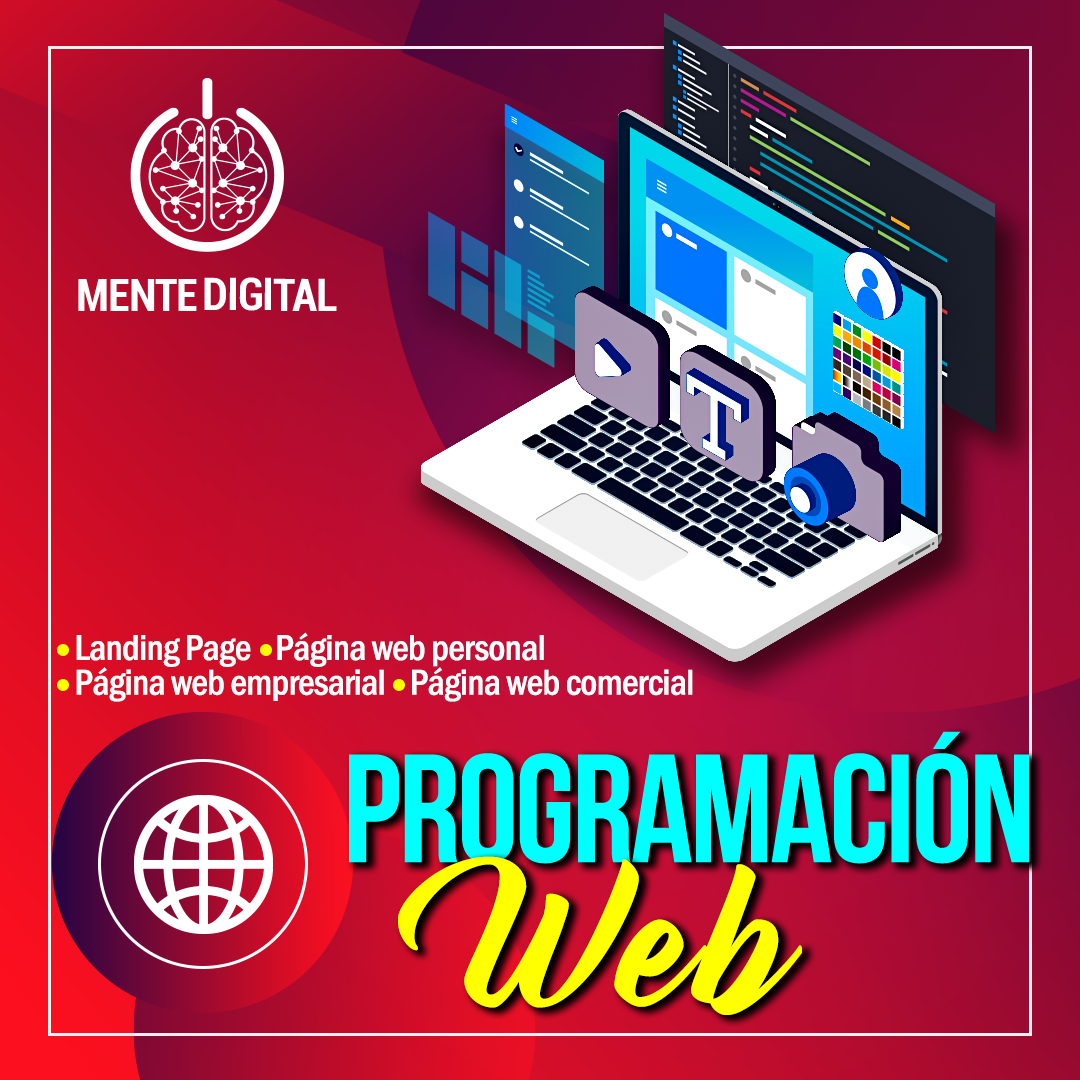 MENTE DIGITAL
• Landing Page • Página web personal
• Página web empresarial • Página web comercial
PROGRAMACIÓN
Web